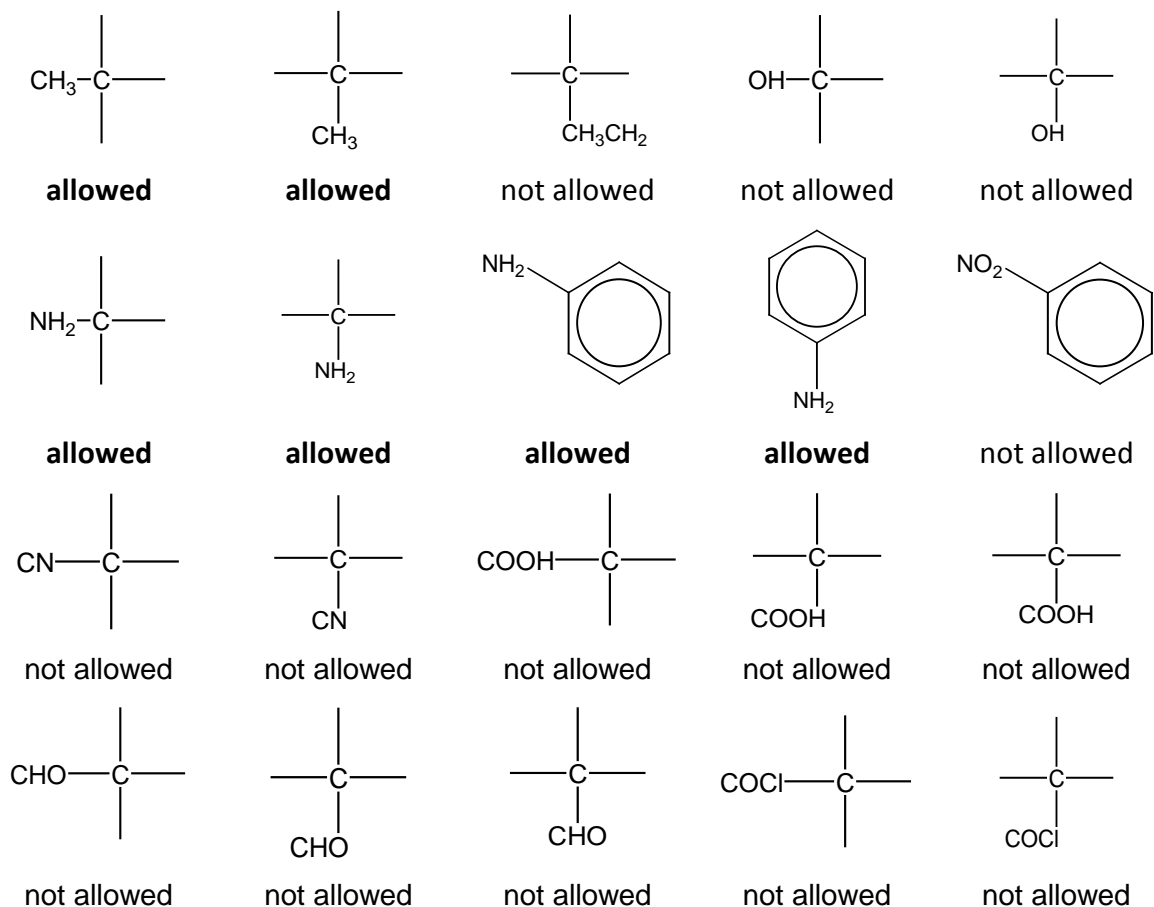 CH₃ C C CH₃ C CH₃CH₂ OH C C OH
allowed allowed not allowed not allowed not allowed
NH₂ C C NH₂ NH₂ NH₂ NO₂
allowed allowed allowed allowed not allowed
CN C C CN COOH C C COOH C COOH
not allowed not allowed not allowed not allowed not allowed
CHO C C CHO C CHO COCl C C COCl
not allowed not allowed not allowed not allowed not allowed